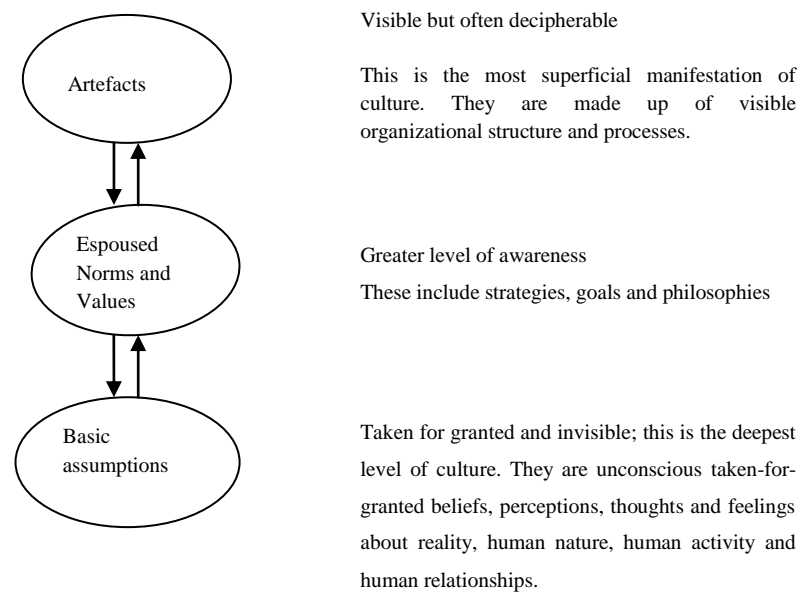 Visible but often decipherable
Artefacts
This is the most superficial manifestation of
culture. They are made up of visible
organizational structure and processes.
Espoused
Norms and
Values
Greater level of awareness
These include strategies, goals and philosophies
Basic
assumptions
Taken for granted and invisible; this is the deepest
level of culture. They are unconscious taken-for-
granted beliefs, perceptions, thoughts and feelings
about reality, human nature, human activity and
human relationships.